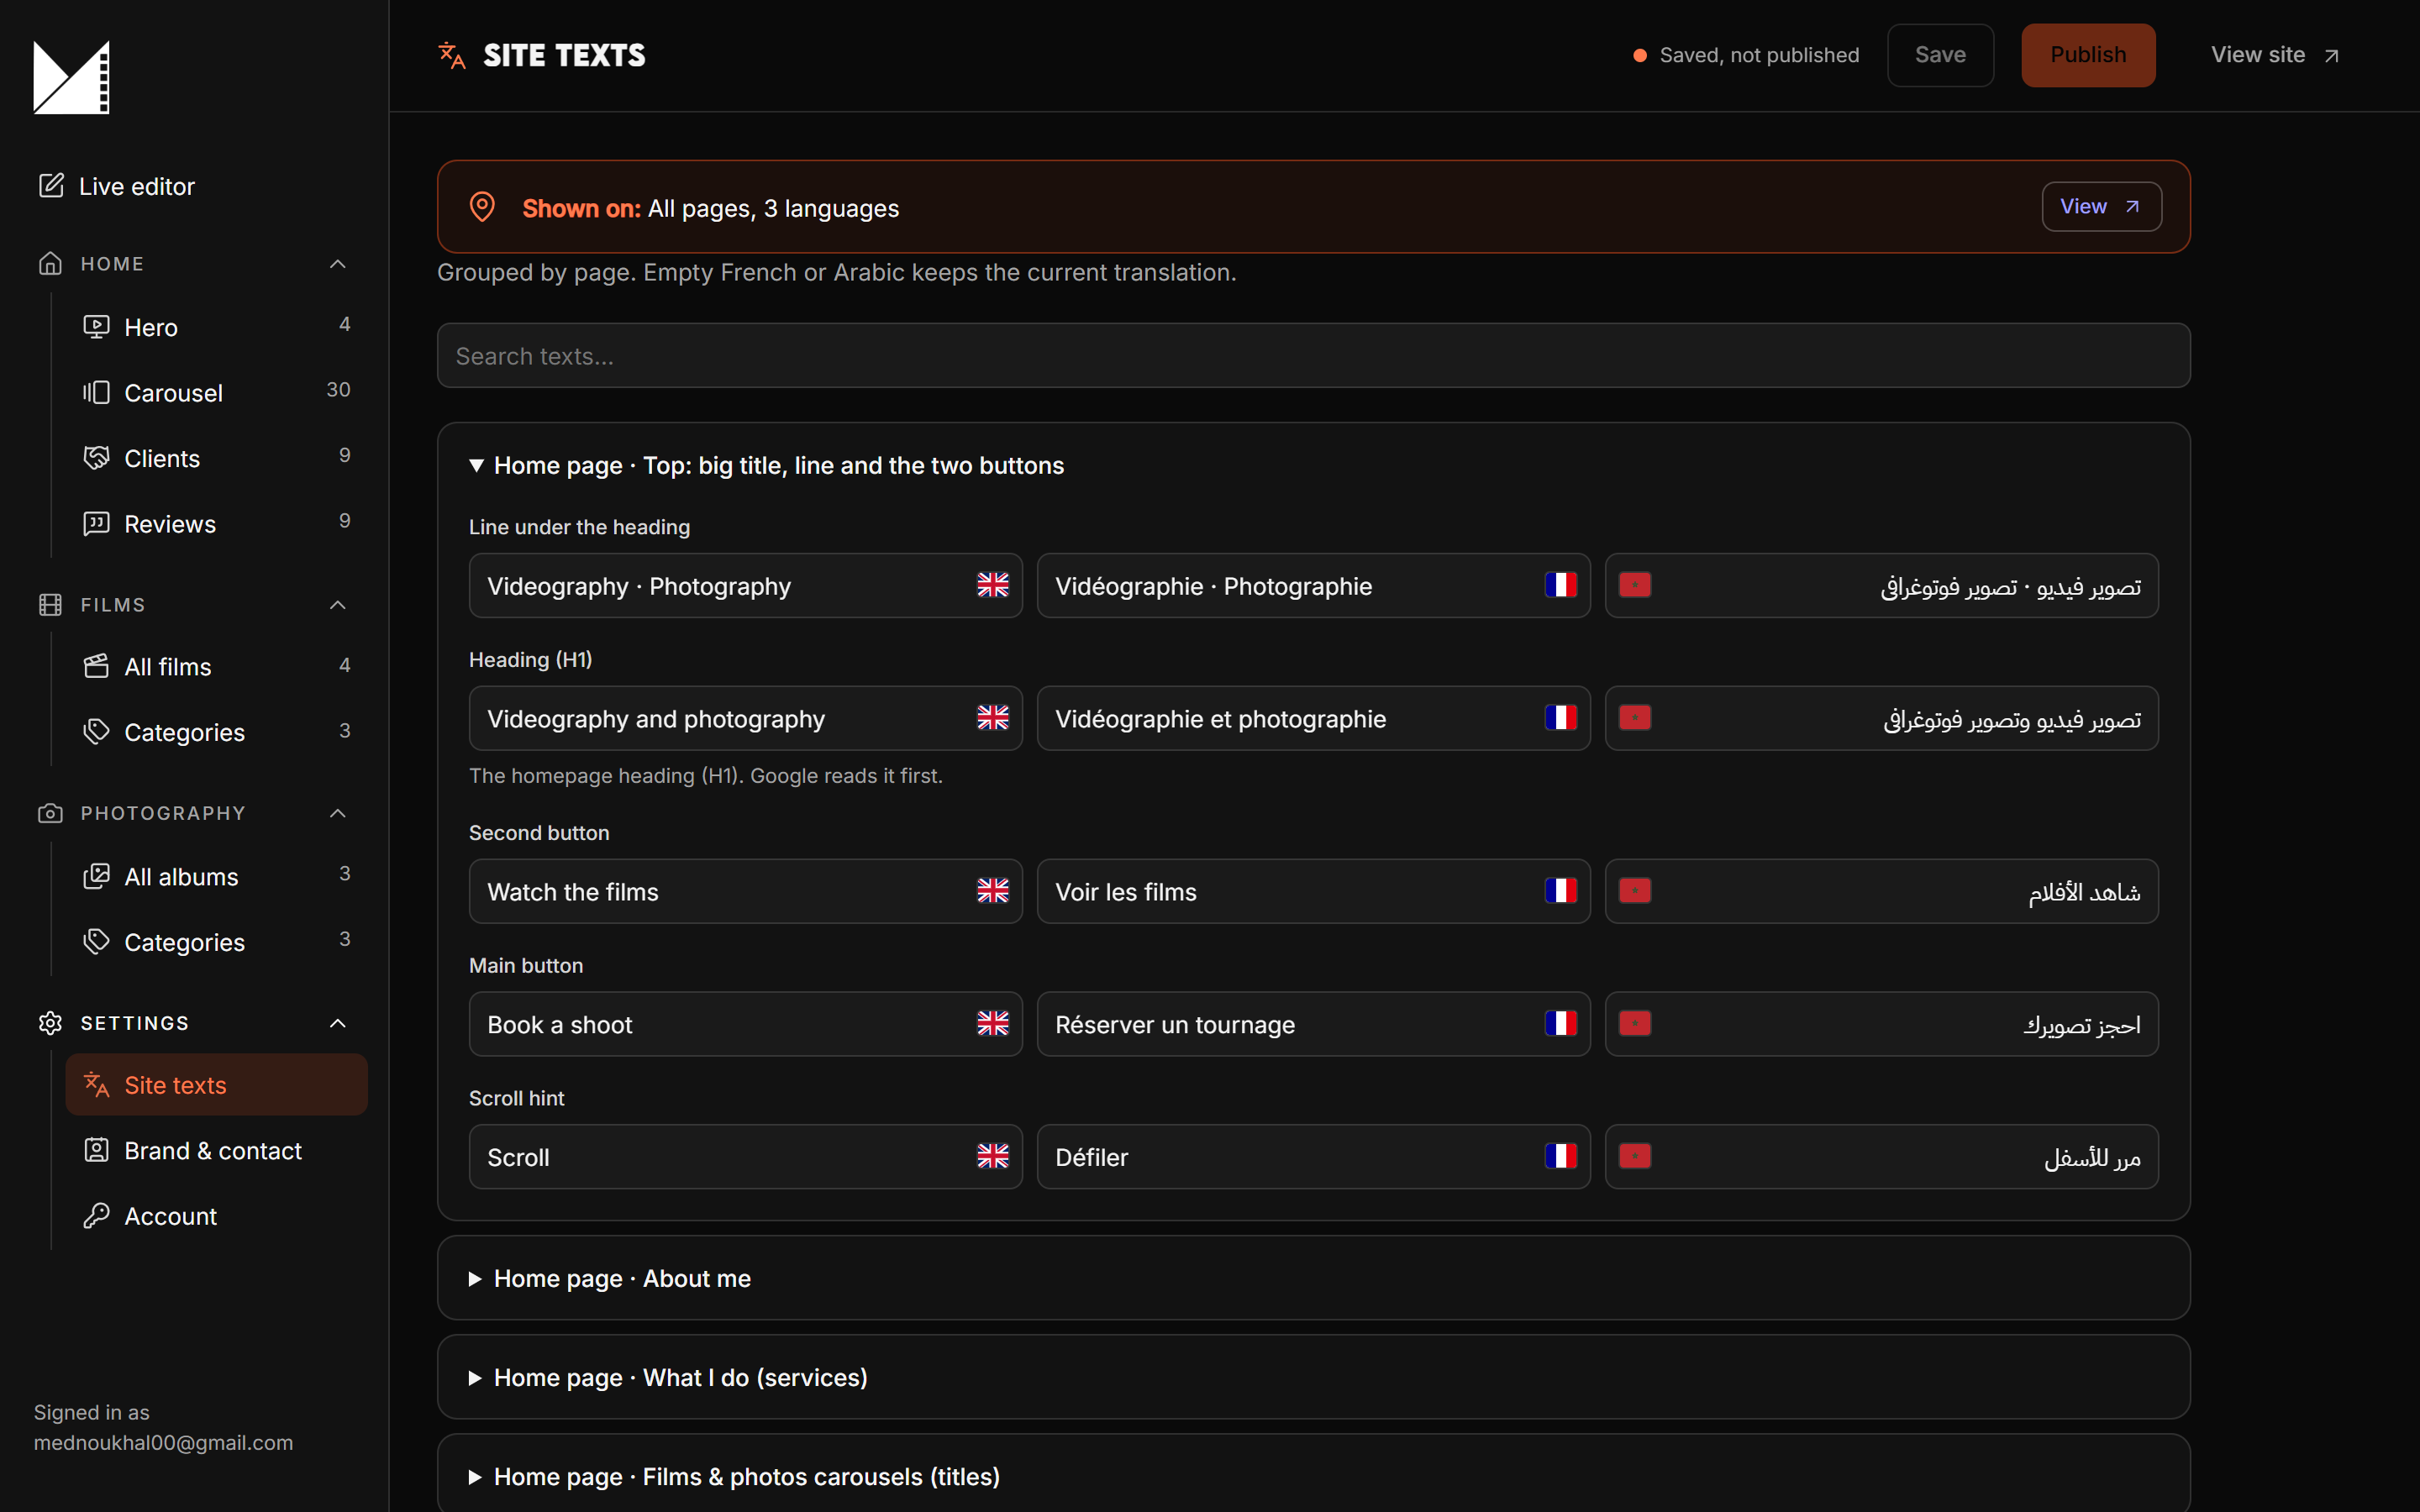 Live editor
HOME
Hero 4
Carousel 30
Clients 9
Reviews 9
FILMS
All films 4
Categories 3
PHOTOGRAPHY
All albums 3
Categories 3
SETTINGS
Site texts
Brand & contact
Account
Signed in as
mednoukhal00@gmail.com
SITE TEXTS
Saved, not published
Save
Publish
View site
Shown on: All pages, 3 languages
View
Grouped by page. Empty French or Arabic keeps the current translation.
Search texts...
Home page · Top: big title, line and the two buttons
Line under the heading
Videography · Photography
Vidéographie · Photographie
تصوير فيديو · تصوير فوتوغرافي
Heading (H1)
Videography and photography
Vidéographie et photographie
تصوير فيديو وتصوير فوتوغرافي
The homepage heading (H1). Google reads it first.
Second button
Watch the films
Voir les films
شاهد الأفلام
Main button
Book a shoot
Réserver un tournage
احجز تصويرك
Scroll hint
Scroll
Défiler
مرر للأسفل
Home page · About me
Home page · What I do (services)
Home page · Films & photos carousels (titles)